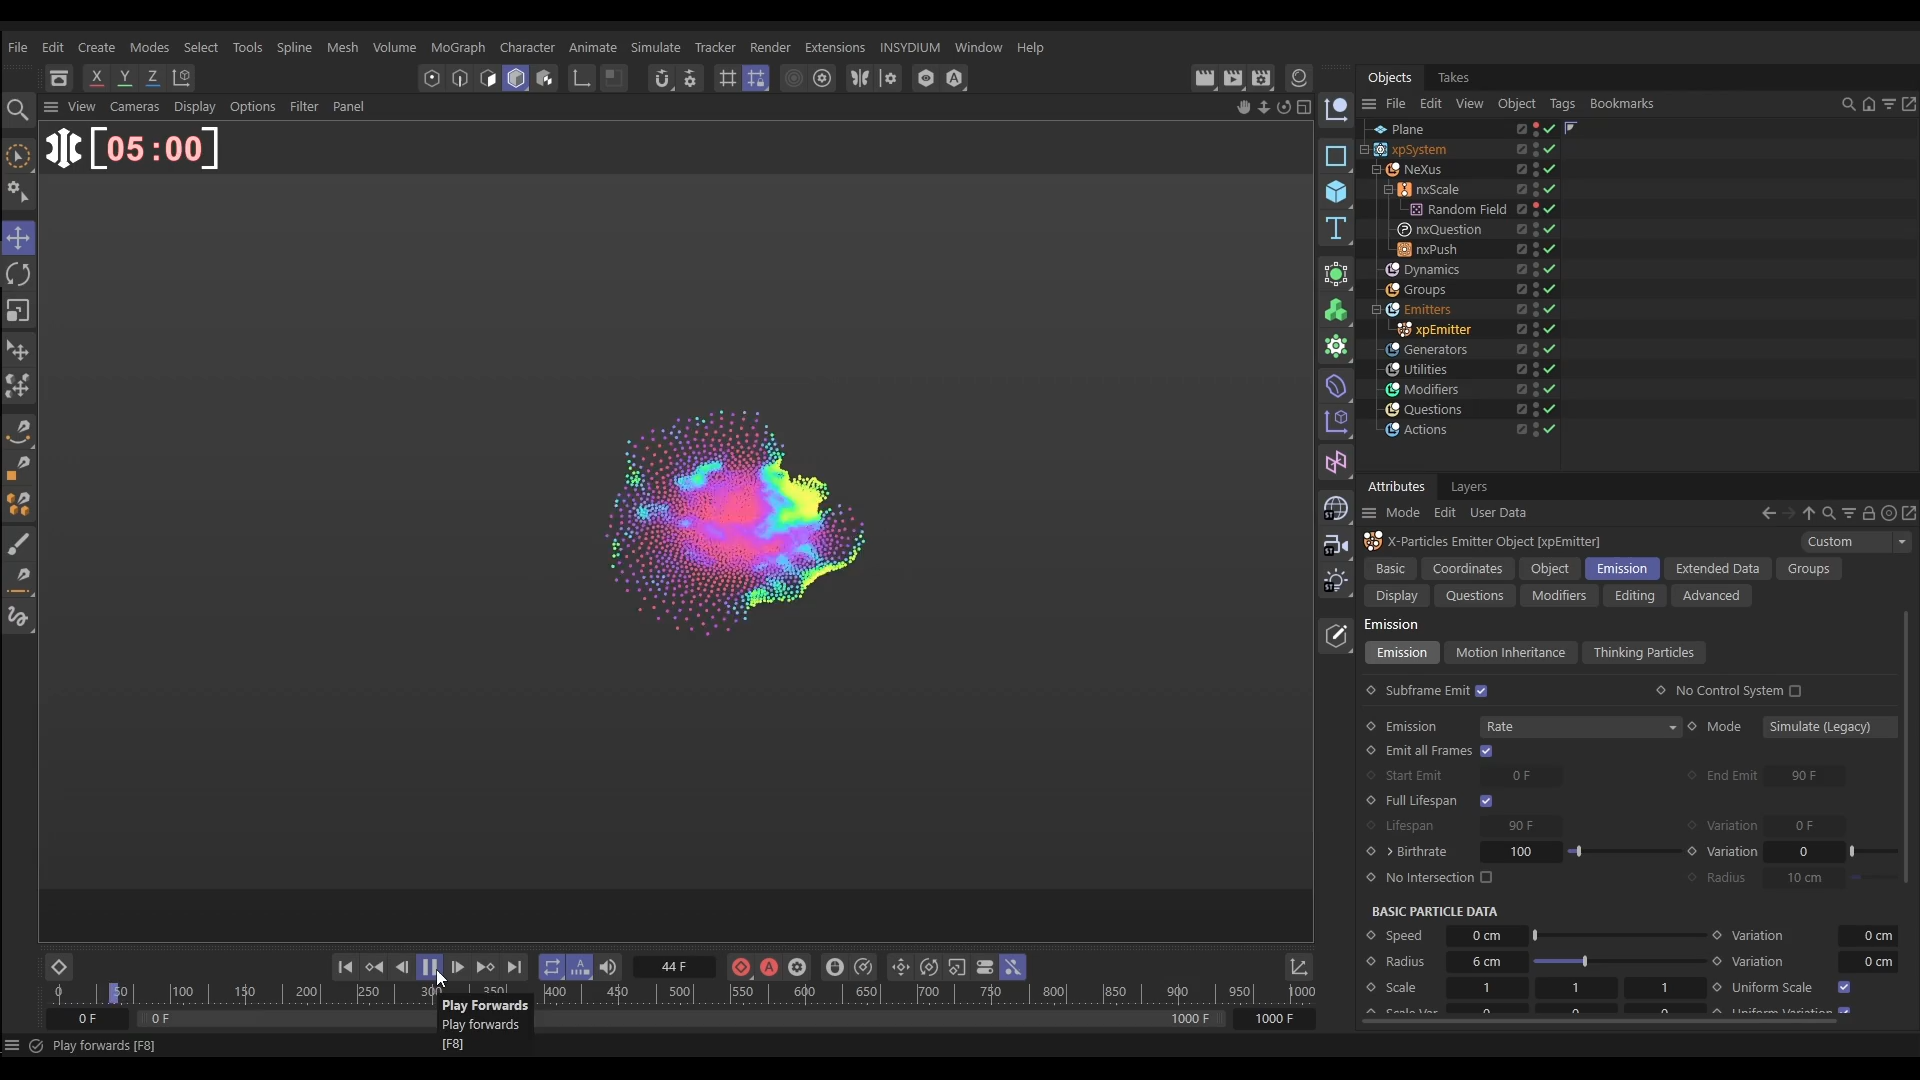 File Edit Create Modes Select Tools Spline Mesh Volume MoGraph Character Animate Simulate Tracker Render Extensions INSYDIUM Window Help
X Y Z
View Cameras Display Options Filter Panel
[05:00]
Objects Takes
File Edit View Object Tags Bookmarks
Plane
xpSystem
NeXus
nxScale
Random Field
nxQuestion
nxPush
Dynamics
Groups
Emitters
xpEmitter
Generators
Utilities
Modifiers
Questions
Actions
Attributes Layers
Mode Edit User Data
X-Particles Emitter Object [xpEmitter] Custom
Basic Coordinates Object Emission Extended Data Groups
Display Questions Modifiers Editing Advanced
Emission
Emission Motion Inheritance Thinking Particles
Subframe Emit No Control System
Emission Rate Mode Simulate (Legacy)
Emit all Frames
Start Emit 0 F End Emit 90 F
Full Lifespan
Lifespan 90 F Variation 0 F
> Birthrate 100 Variation 0
No Intersection Radius 10 cm
BASIC PARTICLE DATA
Speed 0 cm Variation 0 cm
Radius 6 cm Variation 0 cm
Scale 1 1 1 Uniform Scale
44 F
0 50 100 150 200 250 300 350 400 450 500 550 600 650 700 750 800 850 900 950 1000
0 F 0 F 1000 F 1000 F
Play Forwards
Play forwards
[F8]
Play forwards [F8]